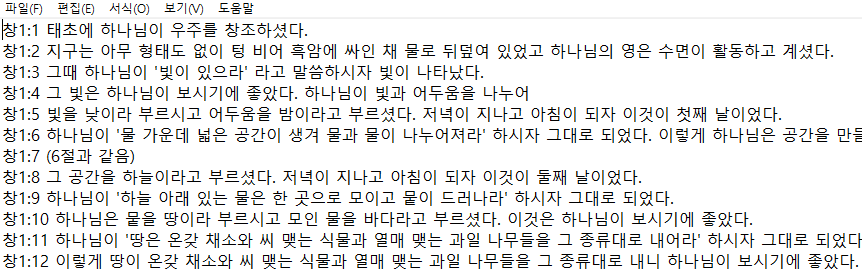 파일(F) 편집(E) 서식(O) 보기(V) 도움말
창1:1 태초에 하나님이 우주를 창조하셨다.
창1:2 지구는 아무 형태도 없이 텅 비어 흑암에 싸인 채 물로 뒤덮여 있었고 하나님의 영은 수면이 활동하고 계셨다.
창1:3 그때 하나님이 '빛이 있으라' 라고 말씀하시자 빛이 나타났다.
창1:4 그 빛은 하나님이 보시기에 좋았다. 하나님이 빛과 어두움을 나누어
창1:5 빛을 낮이라 부르시고 어두움을 밤이라고 부르셨다. 저녁이 지나고 아침이 되자 이것이 첫째 날이었다.
창1:6 하나님이 '물 가운데 넓은 공간이 생겨 물과 물이 나누어져라' 하시자 그대로 되었다. 이렇게 하나님은 공간을 만들
창1:7 (6절과 같음)
창1:8 그 공간을 하늘이라고 부르셨다. 저녁이 지나고 아침이 되자 이것이 둘째 날이었다.
창1:9 하나님이 '하늘 아래 있는 물은 한 곳으로 모이고 뭍이 드러나라' 하시자 그대로 되었다.
창1:10 하나님은 뭍을 땅이라 부르시고 모인 물을 바다라고 부르셨다. 이것은 하나님이 보시기에 좋았다.
창1:11 하나님이 '땅은 온갖 채소와 씨 맺는 식물과 열매 맺는 과일 나무들을 그 종류대로 내어라' 하시자 그대로 되었다
창1:12 이렇게 땅이 온갖 채소와 씨 맺는 식물과 열매 맺는 과일 나무들을 그 종류대로 내니 하나님이 보시기에 좋았다.